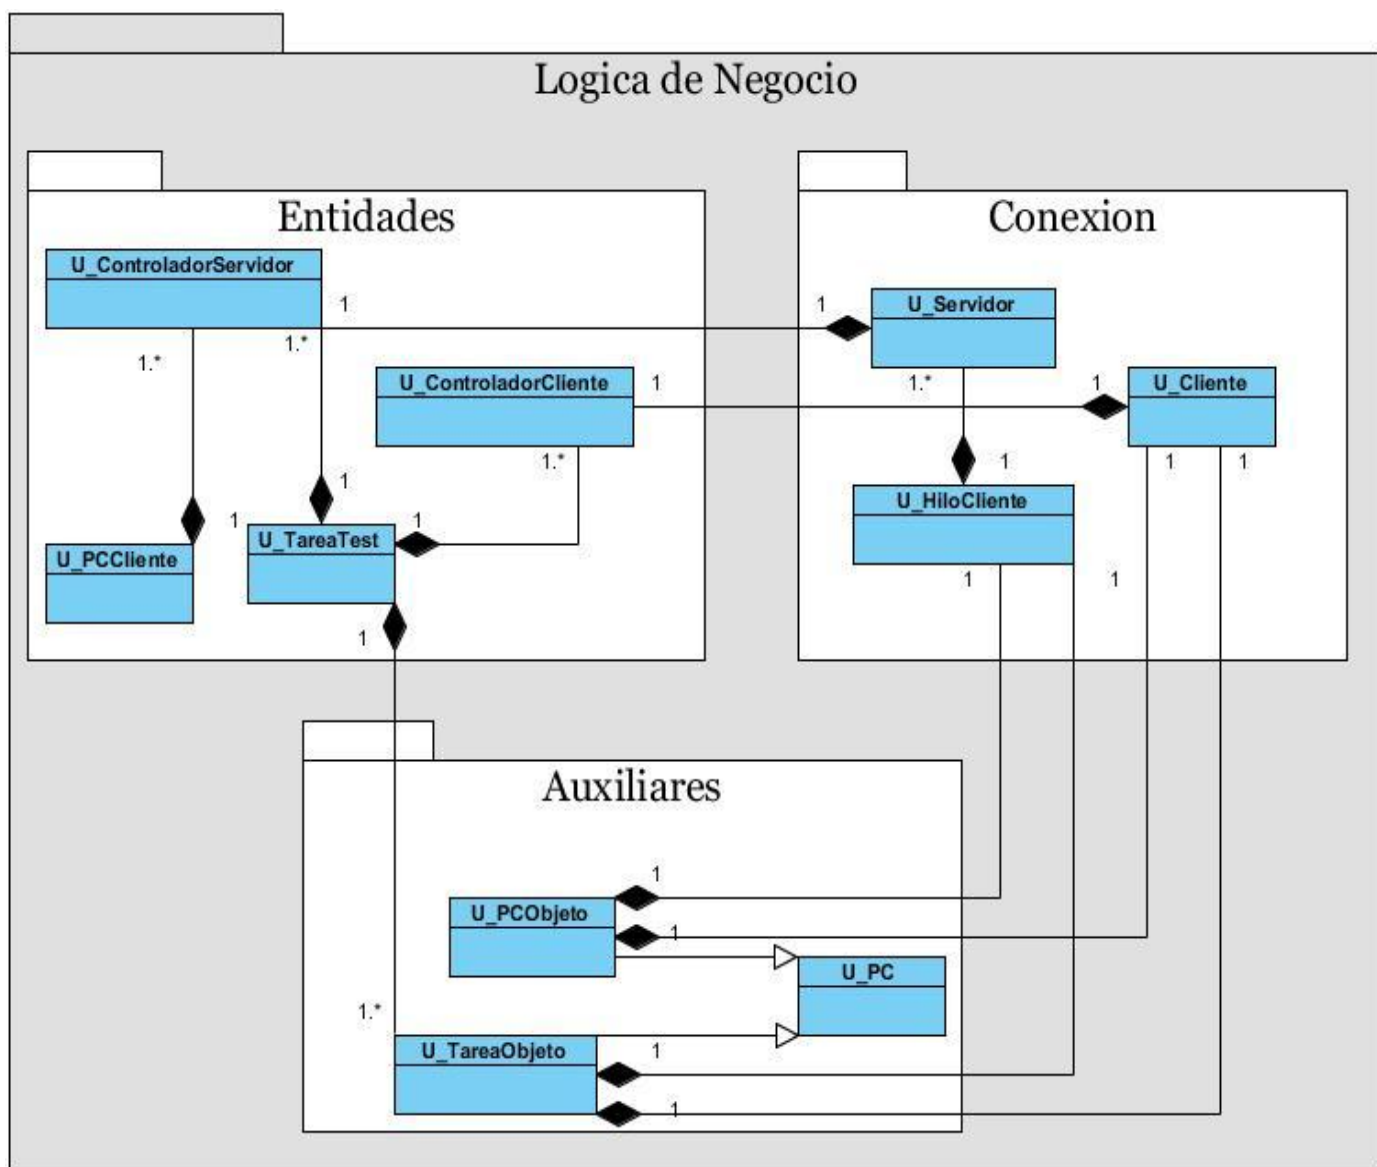 Logica de Negocio
Entidades
Conexion
U_ControladorServidor
1
1.*
1.*
1
U_Servidor
1.*
U_ControladorCliente
1
1.*
1
U_Cliente
1
1
1
U_HiloCliente
1
1
1
1
1
U_TareaTest
U_PCCliente
1
Auxiliares
1
U_PCObjeto
1
U_PC
1.*
U_TareaObjeto
1
1